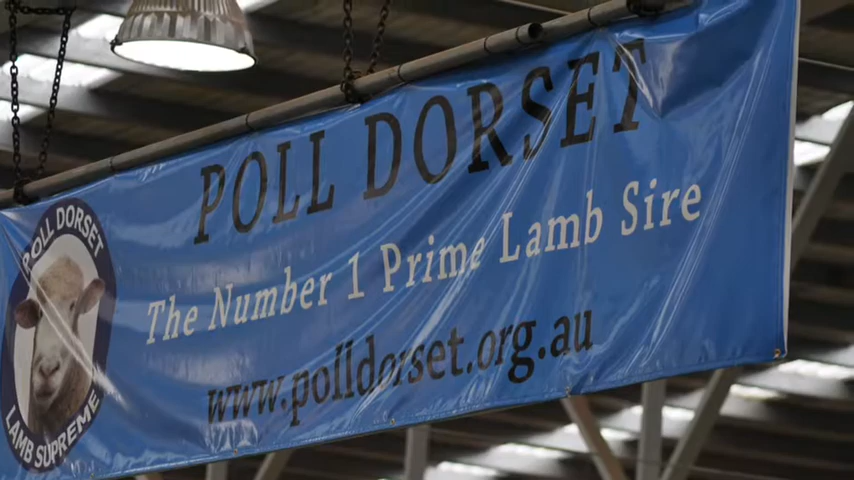 POLL DORSET
The Number 1 Prime Lamb Sire
www.polldorset.org.au
POLL DORSET
LAMB SUPREME